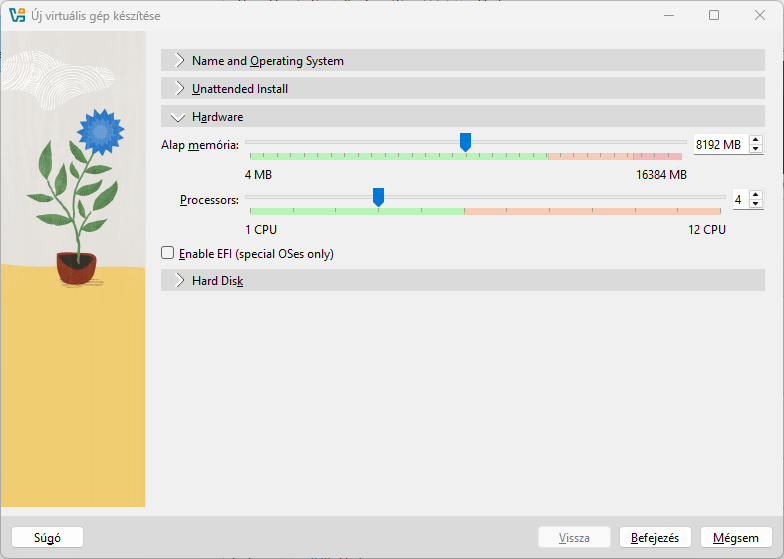 Új virtuális gép készítése
Name and Operating System
Unattended Install
Hardware
Alap memória: 8192 MB
4 MB 16384 MB
Processors: 4
1 CPU 12 CPU
Enable EFI (special OSes only)
Hard Disk
Súgó Vissza Befejezés Mégsem